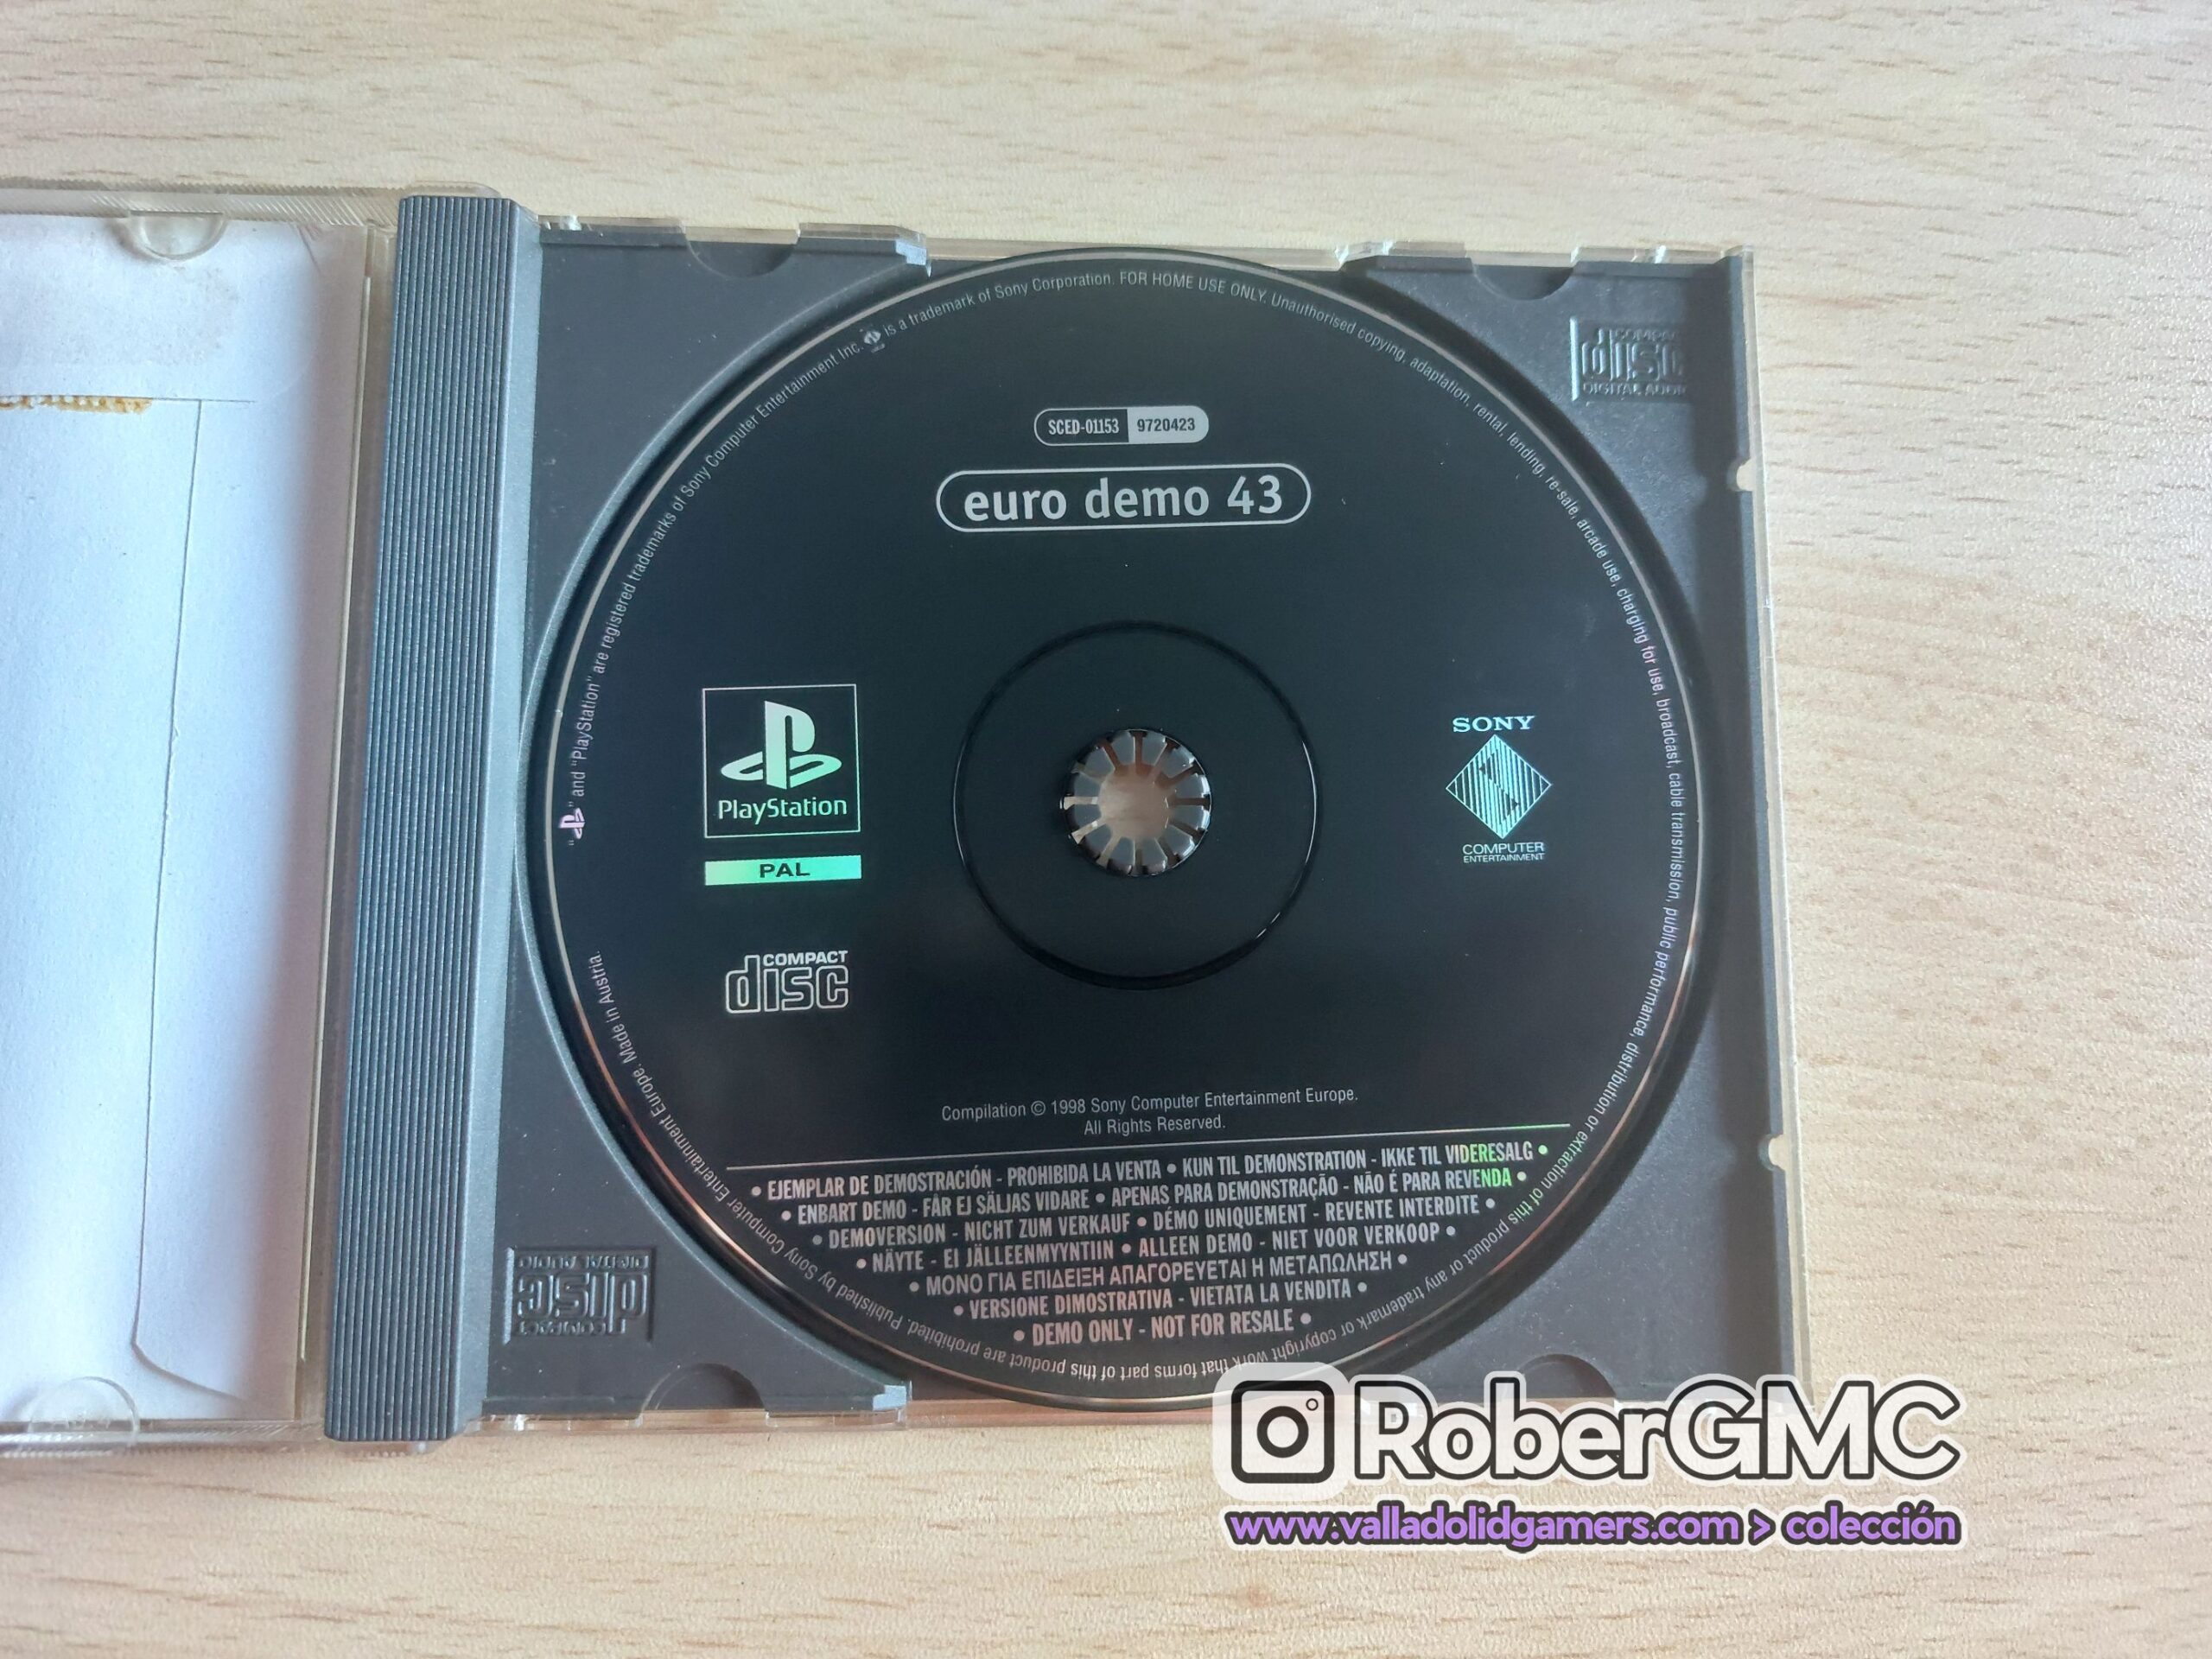 SCED-01153 9720423
euro demo 43
"PS" and "PlayStation" are registered trademarks of Sony Computer Entertainment Inc. is a trademark of Sony Corporation. FOR HOME USE ONLY. Unauthorised copying, adaptation, rental, lending, re-sale, arcade use, charging for use, broadcast, cable transmission, public performance, distribution or extraction of this product or any trademark or copyright work that forms part of this product are prohibited. Published by Sony Computer Entertainment Europe. Made in Austria.
PlayStation
PAL
COMPACT
disc
SONY
COMPUTER
ENTERTAINMENT
Compilation © 1998 Sony Computer Entertainment Europe.
All Rights Reserved.
• EJEMPLAR DE DEMOSTRACIÓN - PROHIBIDA LA VENTA • KUN TIL DEMONSTRATION - IKKE TIL VIDERESALG •
• ENBART DEMO - FÅR EJ SÄLJAS VIDARE • APENAS PARA DEMONSTRAÇÃO - NÃO É PARA REVENDA •
• DEMOVERSION - NICHT ZUM VERKAUF • DÉMO UNIQUEMENT - REVENTE INTERDITE •
• NÄYTE - EI JÄLLEENMYYNTIIN • ALLEEN DEMO - NIET VOOR VERKOOP •
• ΜΟΝΟ ΓΙΑ ΕΠΙΔΕΙΞΗ ΑΠΑΓΟΡΕΥΕΤΑΙ Η ΜΕΤΑΠΩΛΗΣΗ •
• VERSIONE DIMOSTRATIVA - VIETATA LA VENDITA •
• DEMO ONLY - NOT FOR RESALE •
COMPACT
disc
DIGITAL AUDIO
COMPACT
disc
DIGITAL AUDIO
RoberGMC
www.valladolidgamers.com > colección